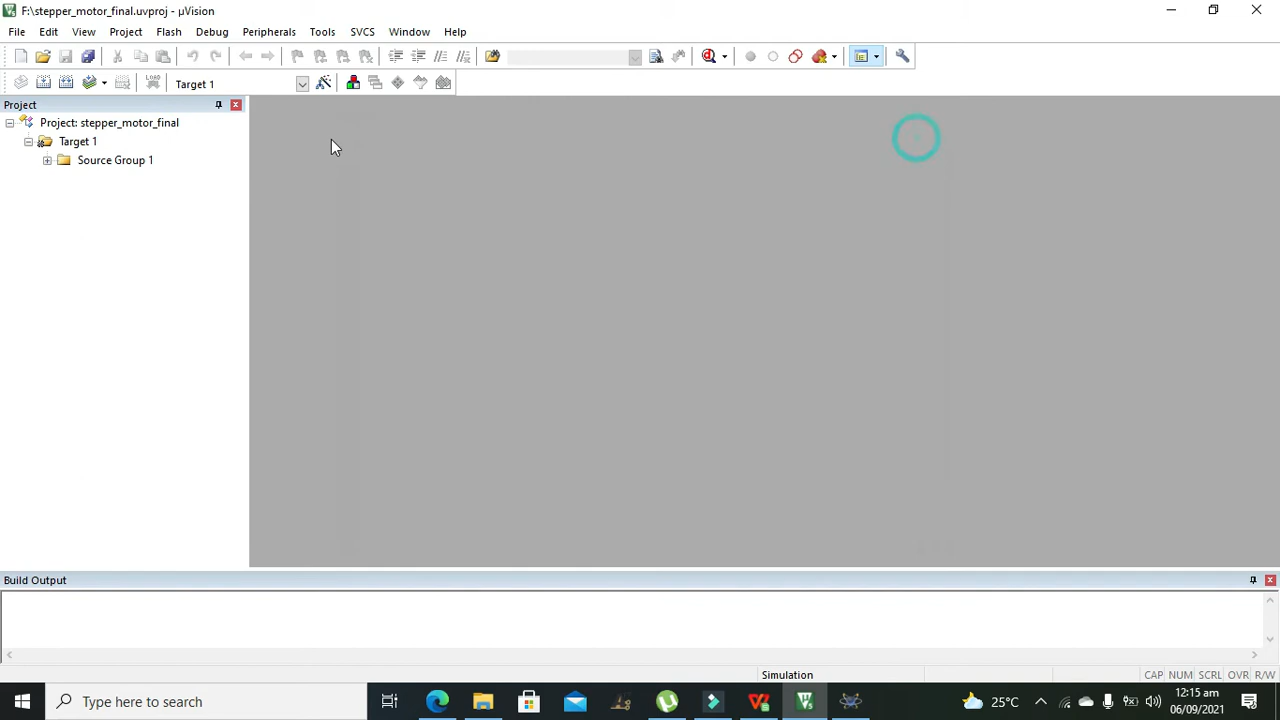 F:\stepper_motor_final.uvproj - µVision
File Edit View Project Flash Debug Peripherals Tools SVCS Window Help
LOAD Target 1
Project
Project: stepper_motor_final
Target 1
Source Group 1
Build Output
Simulation CAP NUM SCRL OVR R/W
Type here to search 25°C 12:15 am
06/09/2021